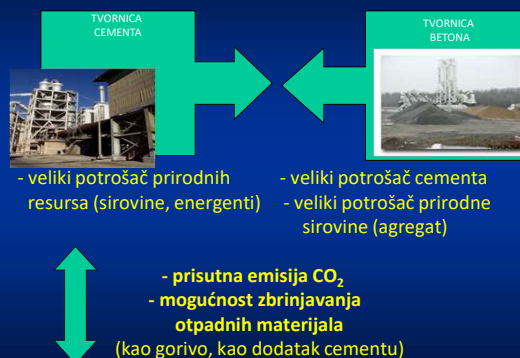 TVORNICA
CEMENTA
TVORNICA
BETONA
- veliki potrošač prirodnih
resursa (sirovine, energenti)
- veliki potrošač cementa
- veliki potrošač prirodne
sirovine (agregat)
- prisutna emisija CO₂
- mogućnost zbrinjavanja
otpadnih materijala
(kao gorivo, kao dodatak cementu)